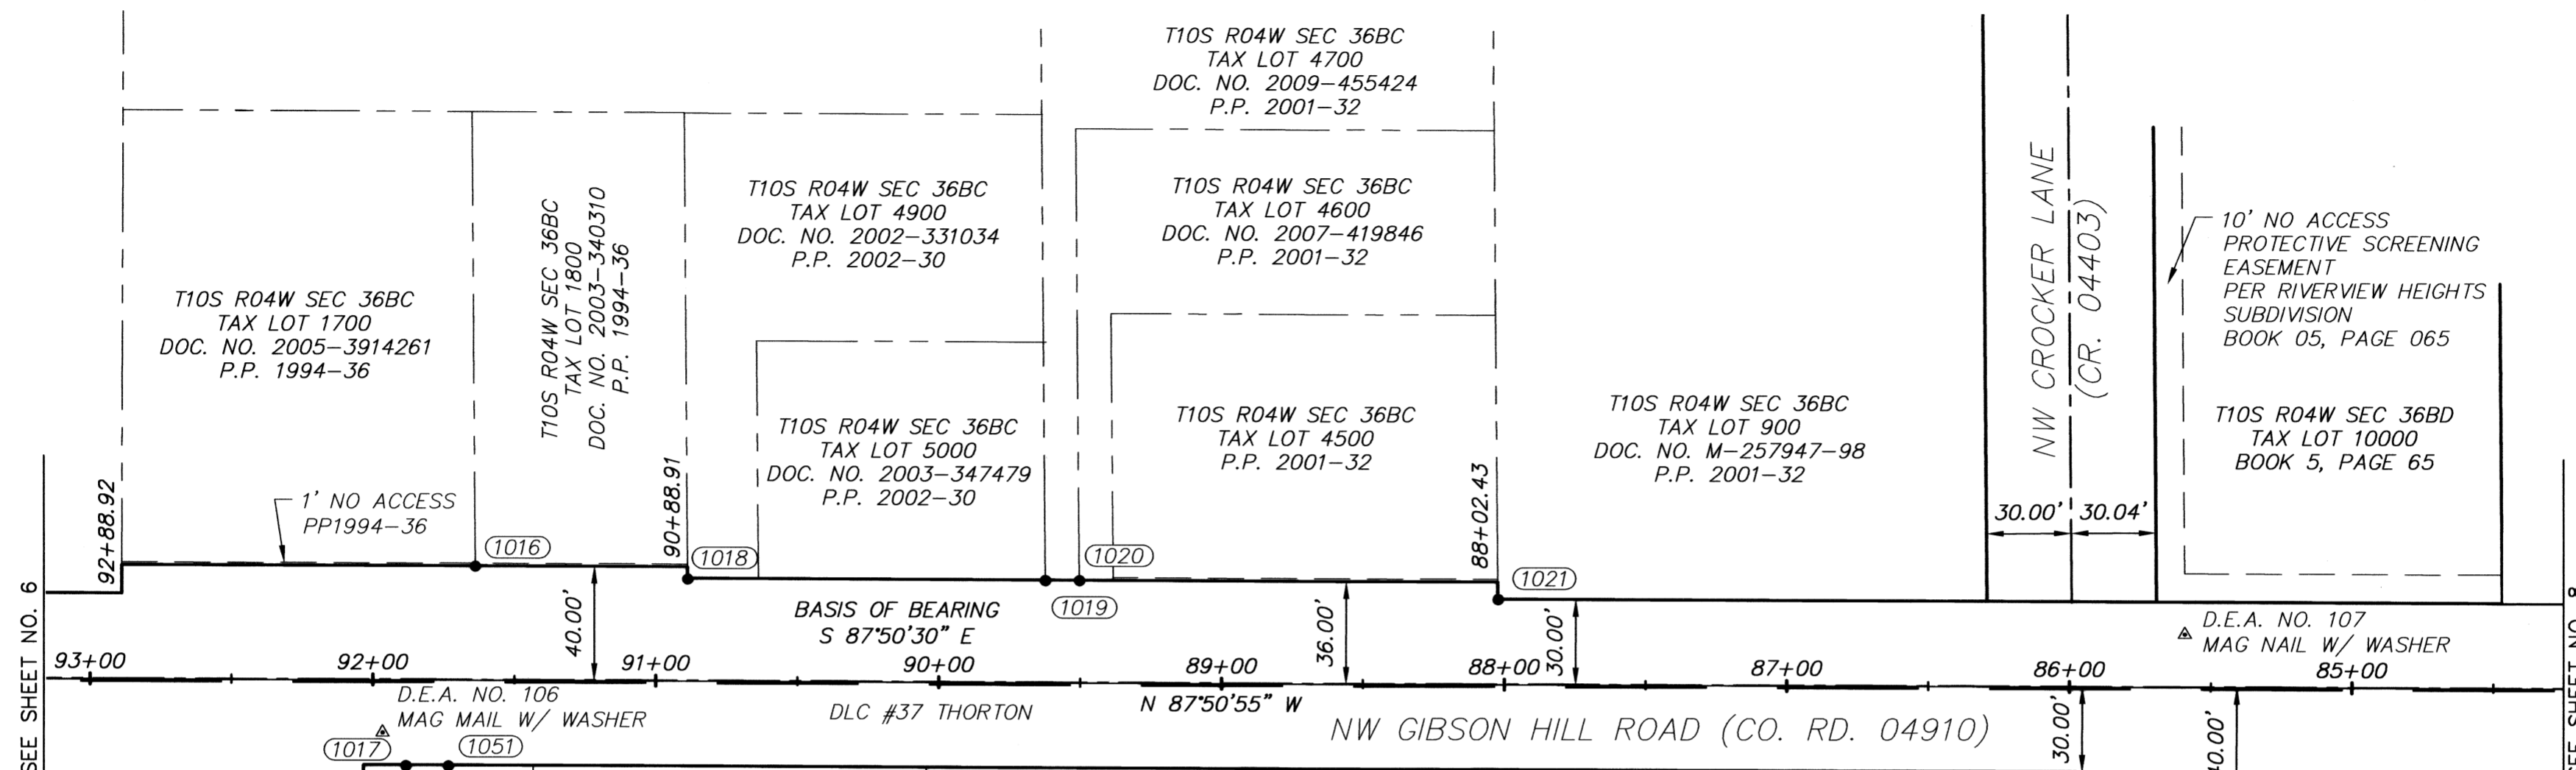 T10S R04W SEC 36BC
TAX LOT 4700
DOC. NO. 2009-455424
P.P. 2001-32
T10S R04W SEC 36BC
TAX LOT 1700
DOC. NO. 2005-3914261
P.P. 1994-36
T10S R04W SEC 36BC
TAX LOT 1800
DOC. NO. 2003-340310
P.P. 1994-36
T10S R04W SEC 36BC
TAX LOT 4900
DOC. NO. 2002-331034
P.P. 2002-30
T10S R04W SEC 36BC
TAX LOT 5000
DOC. NO. 2003-347479
P.P. 2002-30
T10S R04W SEC 36BC
TAX LOT 4600
DOC. NO. 2007-419846
P.P. 2001-32
T10S R04W SEC 36BC
TAX LOT 4500
P.P. 2001-32
T10S R04W SEC 36BC
TAX LOT 900
DOC. NO. M-257947-98
P.P. 2001-32
NW CROCKER LANE
(CR. 04403)
30.00'
30.04'
10' NO ACCESS
PROTECTIVE SCREENING
EASEMENT
PER RIVERVIEW HEIGHTS
SUBDIVISION
BOOK 05, PAGE 065
T10S R04W SEC 36BD
TAX LOT 10000
BOOK 5, PAGE 65
92+88.92
1' NO ACCESS
PP1994-36
90+88.91
88+02.43
1016
1018
1019
1020
1021
SEE SHEET NO. 6
40.00'
BASIS OF BEARING
S 87°50'30" E
36.00'
30.00'
D.E.A. NO. 107
MAG NAIL W/ WASHER
93+00
92+00
91+00
90+00
89+00
88+00
87+00
86+00
85+00
D.E.A. NO. 106
MAG MAIL W/ WASHER
DLC #37 THORTON
N 87°50'55" W
NW GIBSON HILL ROAD (CO. RD. 04910)
30.00'
1017
1051
SEE SHEET NO.